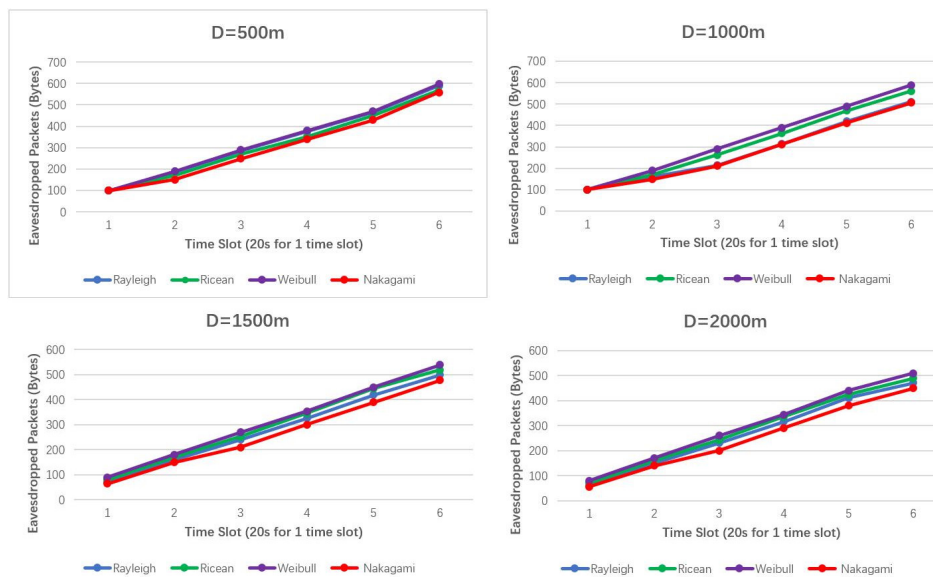 D=500m
Eavesdropped Packets (Bytes)
700
600
500
400
300
200
100
0
1 2 3 4 5 6
Time Slot (20s for 1 time slot)
Rayleigh Ricean Weibull Nakagami
D=1000m
Eavesdropped Packets (Bytes)
700
600
500
400
300
200
100
0
1 2 3 4 5 6
Time Slot (20s for 1 time slot)
Rayleigh Ricean Weibull Nakagami
D=1500m
Eavesdropped Packets (Bytes)
600
500
400
300
200
100
0
1 2 3 4 5 6
Time Slot (20s for 1 time slot)
Rayleigh Ricean Weibull Nakagami
D=2000m
Eavesdropped Packets (Bytes)
600
500
400
300
200
100
0
1 2 3 4 5 6
Time Slot (20s for 1 time slot)
Rayleigh Ricean Weibull Nakagami